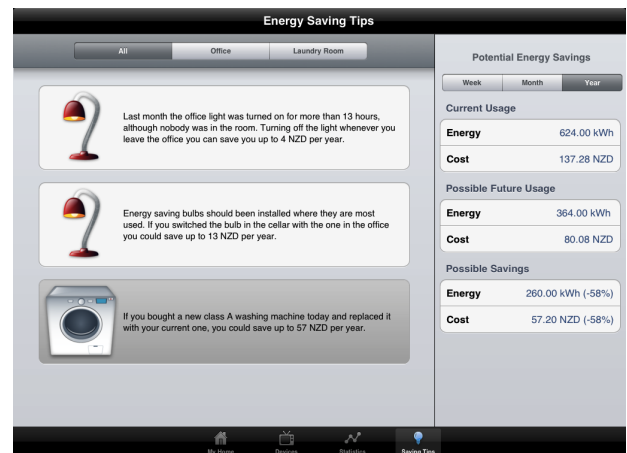 Energy Saving Tips
All Office Laundry Room
Last month the office light was turned on for more than 13 hours,
although nobody was in the room. Turning off the light whenever you
leave the office you can save you up to 4 NZD per year.
Energy saving bulbs should been installed where they are most
used. If you switched the bulb in the cellar with the one in the office
you could save up to 13 NZD per year.
If you bought a new class A washing machine today and replaced it
with your current one, you could save up to 57 NZD per year.
Potential Energy Savings
Week Month Year
Current Usage
Energy 624.00 kWh
Cost 137.28 NZD
Possible Future Usage
Energy 364.00 kWh
Cost 80.08 NZD
Possible Savings
Energy 260.00 kWh (-58%)
Cost 57.20 NZD (-58%)
My Home Devices Statistics Saving Tips